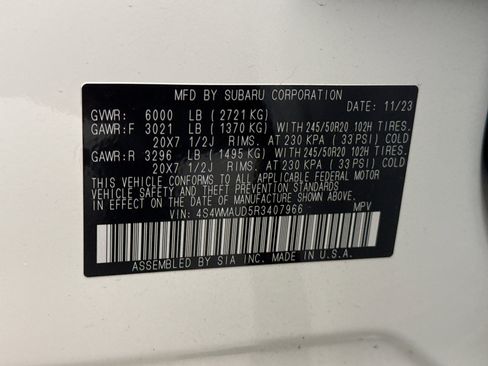 MFD BY SUBARU CORPORATION
DATE: 11/23
GVWR: 6000 LB (2721 KG)
GAWR:F 3021 LB (1370 KG) WITH 245/50R20 102H TIRES.
20X7 1/2J RIMS. AT 230 KPA (33 PSI) COLD
GAWR:R 3296 LB (1495 KG) WITH 245/50R20 102H TIRES.
20X7 1/2J RIMS. AT 230 KPA (33 PSI) COLD
THIS VEHICLE CONFORMS TO ALL APPLICABLE FEDERAL MOTOR
VEHICLE SAFETY STANDARDS IN EFFECT ON THE DATE OF
MANUFACTURE SHOWN ABOVE.
VIN: 4S4WMAUD5R3407966 MPV
ASSEMBLED BY SIA INC. MADE IN U.S.A.